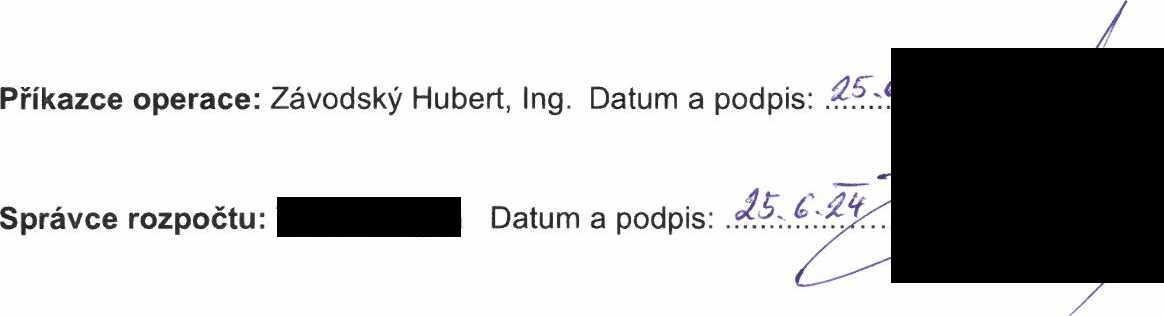 Příkazce operace: Závodský Hubert, Ing. Datum a podpis: 25.
Správce rozpočtu: Datum a podpis: 25.6.24